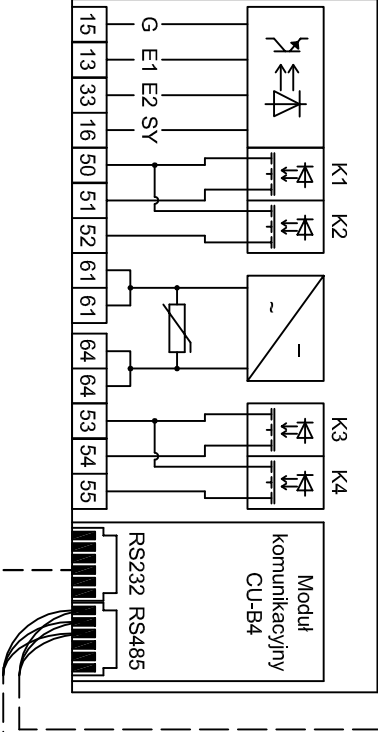 15
G
13
E1
33
E2
16
SY
50
K1
51
K2
52
61
61
~
–
64
64
53
K3
54
K4
55
RS232
RS485
Moduł
komunikacyjny
CU-B4